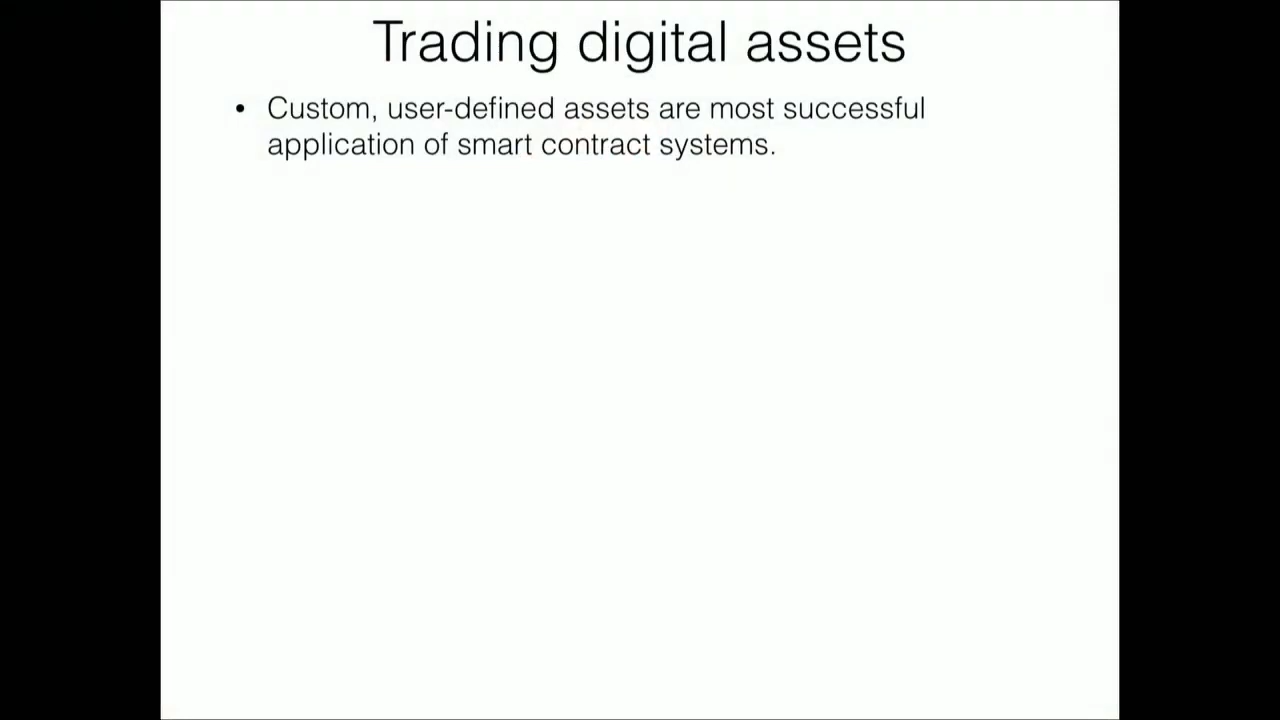 Trading digital assets
• Custom, user-defined assets are most successful
application of smart contract systems.